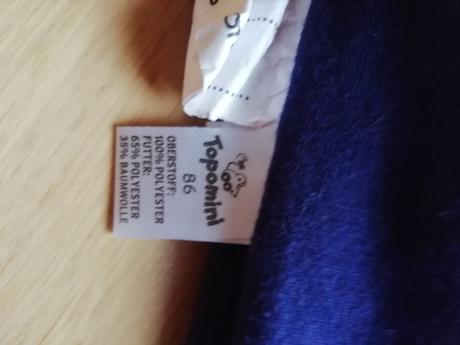 Topomini
86
OBERSTOFF:
100% POLYESTER
FUTTER:
65% POLYESTER
35% BAUMWOLLE